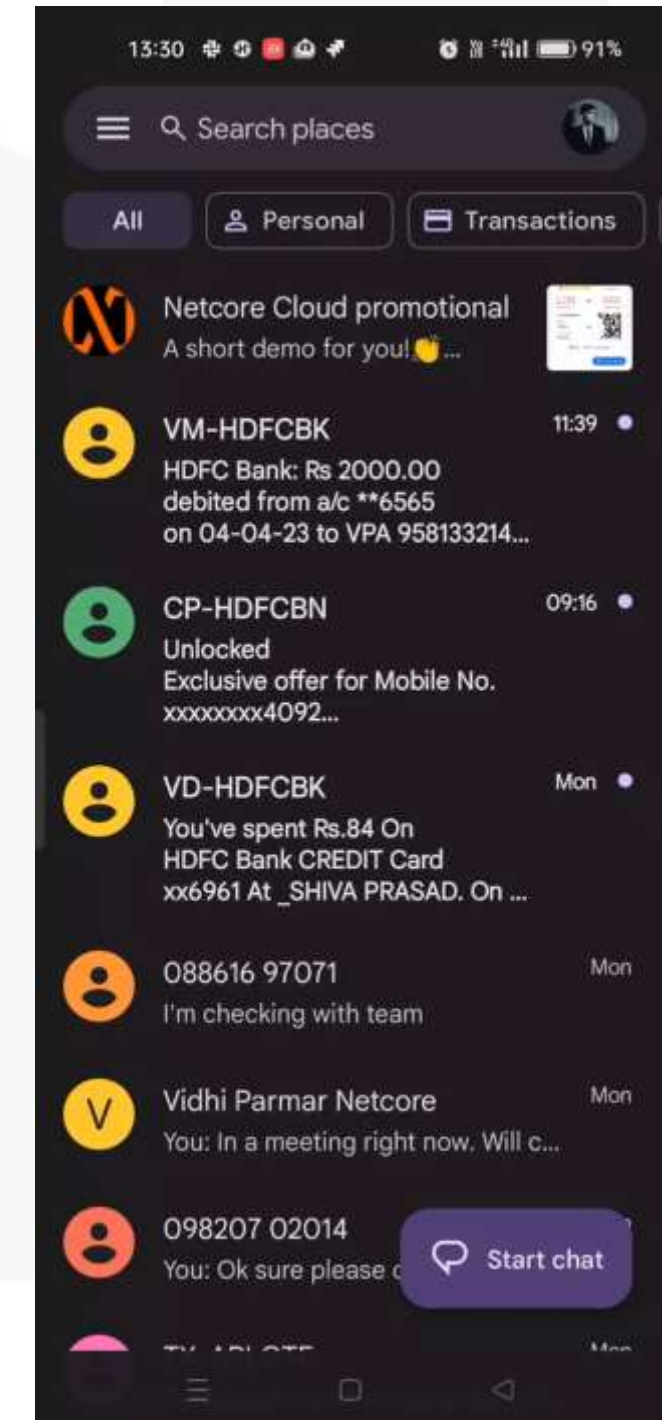 13:30
91%
Search places
All
Personal
Transactions
Netcore Cloud promotional
A short demo for you!👏...
VM-HDFCBK
11:39
HDFC Bank: Rs 2000.00
debited from a/c **6565
on 04-04-23 to VPA 958133214...
CP-HDFCBN
09:16
Unlocked
Exclusive offer for Mobile No.
xxxxxxxx4092...
VD-HDFCBK
Mon
You've spent Rs.84 On
HDFC Bank CREDIT Card
xx6961 At _SHIVA PRASAD. On ...
088616 97071
Mon
I'm checking with team
Vidhi Parmar Netcore
Mon
You: In a meeting right now. Will c...
098207 02014
You: Ok sure please
Start chat
Mon